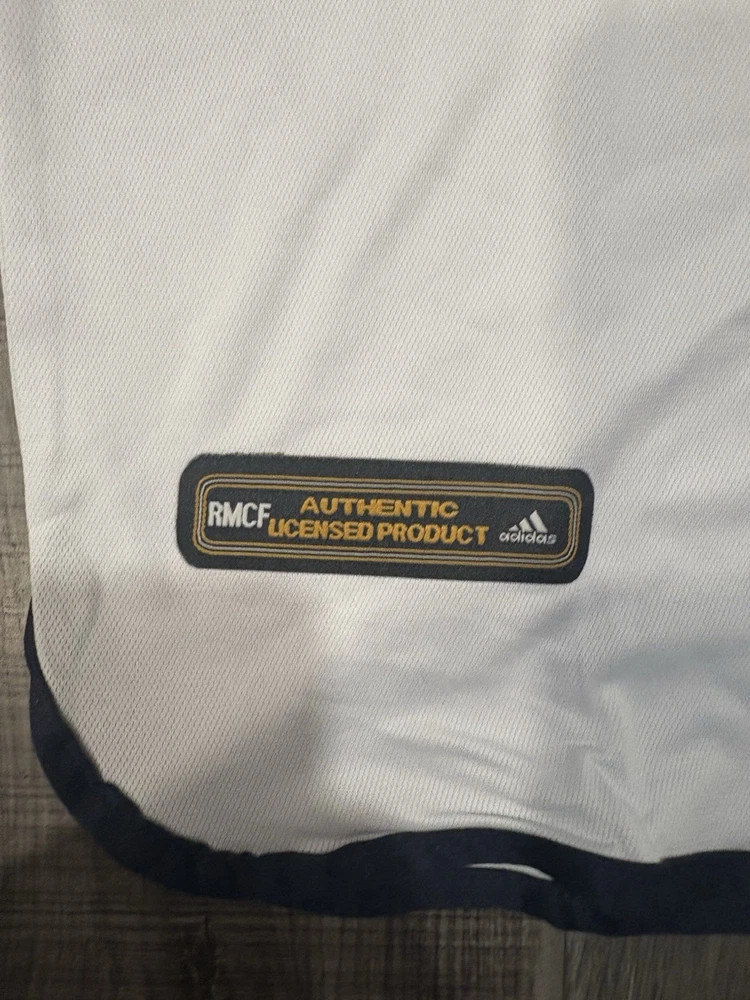 RMCF
AUTHENTIC
LICENSED PRODUCT
adidas